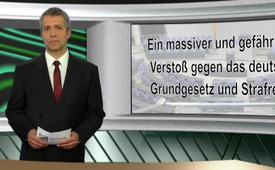 Ein massiver und gefähr
Verstoß gegen das deuts
Grundgesetz und Strafre